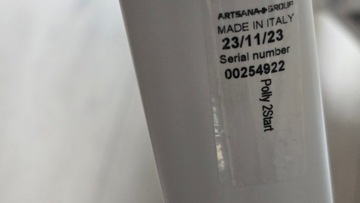 ARTSANA GROUP
MADE IN ITALY
23/11/23
Serial number
00254922
Polly 2Start